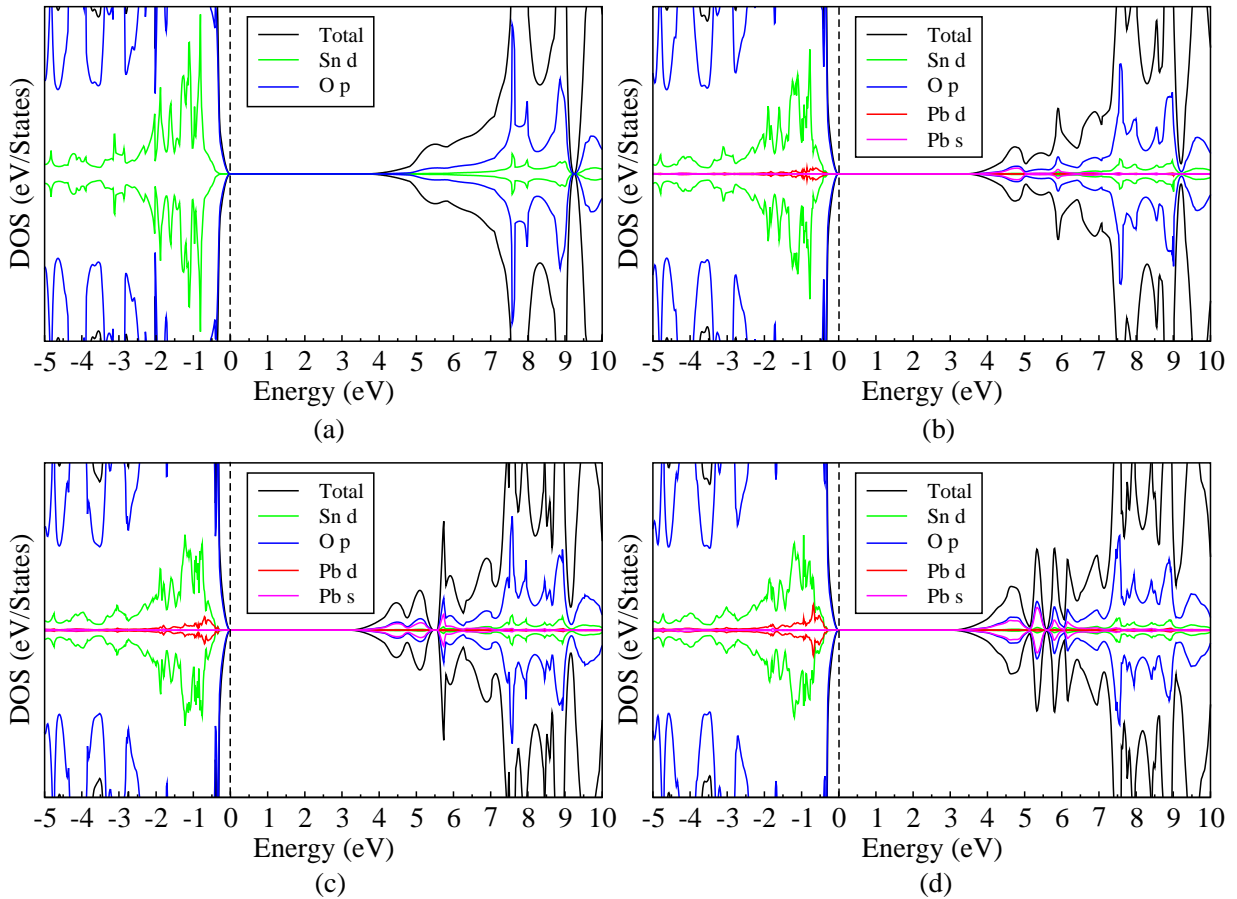 DOS (eV/States)
Total
Sn d
O p
-5 -4 -3 -2 -1 0 1 2 3 4 5 6 7 8 9 10
Energy (eV)
(a)
DOS (eV/States)
Total
Sn d
O p
Pb d
Pb s
-5 -4 -3 -2 -1 0 1 2 3 4 5 6 7 8 9 10
Energy (eV)
(b)
DOS (eV/States)
Total
Sn d
O p
Pb d
Pb s
-5 -4 -3 -2 -1 0 1 2 3 4 5 6 7 8 9 10
Energy (eV)
(c)
DOS (eV/States)
Total
Sn d
O p
Pb d
Pb s
-5 -4 -3 -2 -1 0 1 2 3 4 5 6 7 8 9 10
Energy (eV)
(d)